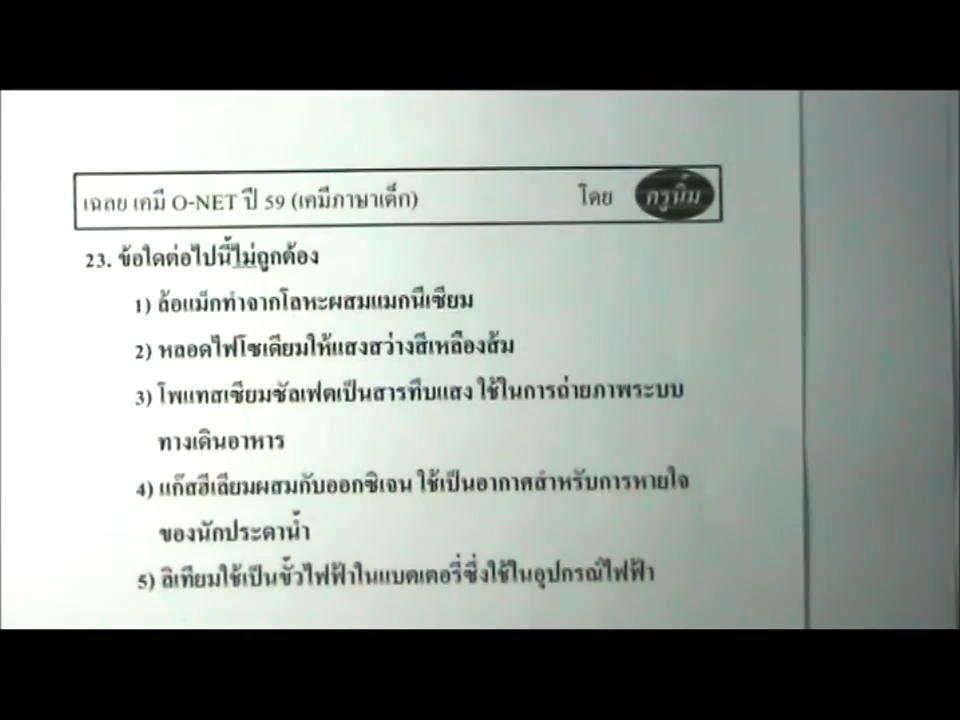 เฉลย เคมี O-NET ปี 59 (เคมีภาษาเด็ก) โดย ครูนิ่ม
23. ข้อใดต่อไปนี้ไม่ถูกต้อง
1) ล้อแม็กทำจากโลหะผสมแมกนีเซียม
2) หลอดไฟโซเดียมให้แสงสว่างสีเหลืองส้ม
3) โพแทสเซียมซัลเฟตเป็นสารทึบแสง ใช้ในการถ่ายภาพระบบ
ทางเดินอาหาร
4) แก๊สฮีเลียมผสมกับออกซิเจน ใช้เป็นอากาศสำหรับการหายใจ
ของนักประดาน้ำ
5) ลิเทียมใช้เป็นขั้วไฟฟ้าในแบตเตอรี่ซึ่งใช้ในอุปกรณ์ไฟฟ้า